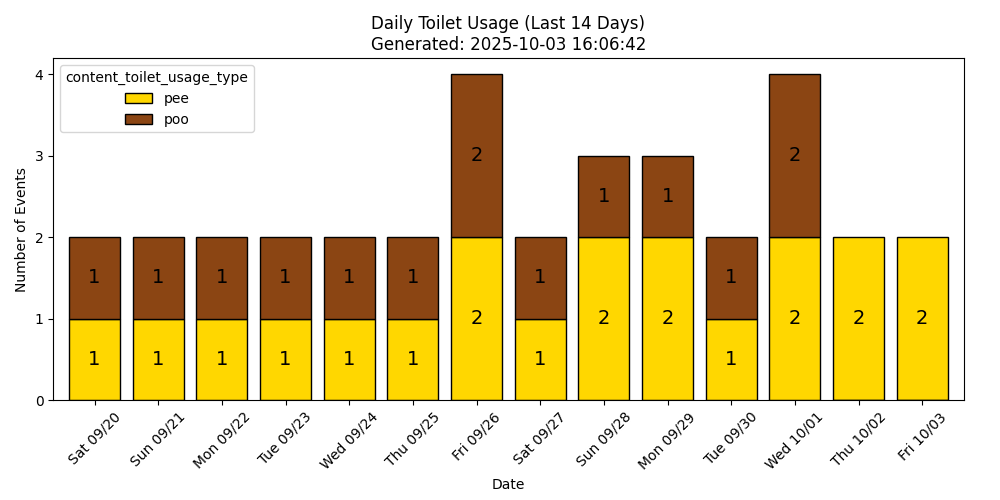 Daily Toilet Usage (Last 14 Days)
Generated: 2025-10-03 16:06:42
content_toilet_usage_type
pee
poo
Number of Events
4
3
2
1
0
2 2
1 1
1 1 1 1 1 1 1 1
2 2 2 2 2 2
1 1 1 1 1 1 1 1
Sat 09/20
Sun 09/21
Mon 09/22
Tue 09/23
Wed 09/24
Thu 09/25
Fri 09/26
Sat 09/27
Sun 09/28
Mon 09/29
Tue 09/30
Wed 10/01
Thu 10/02
Fri 10/03
Date